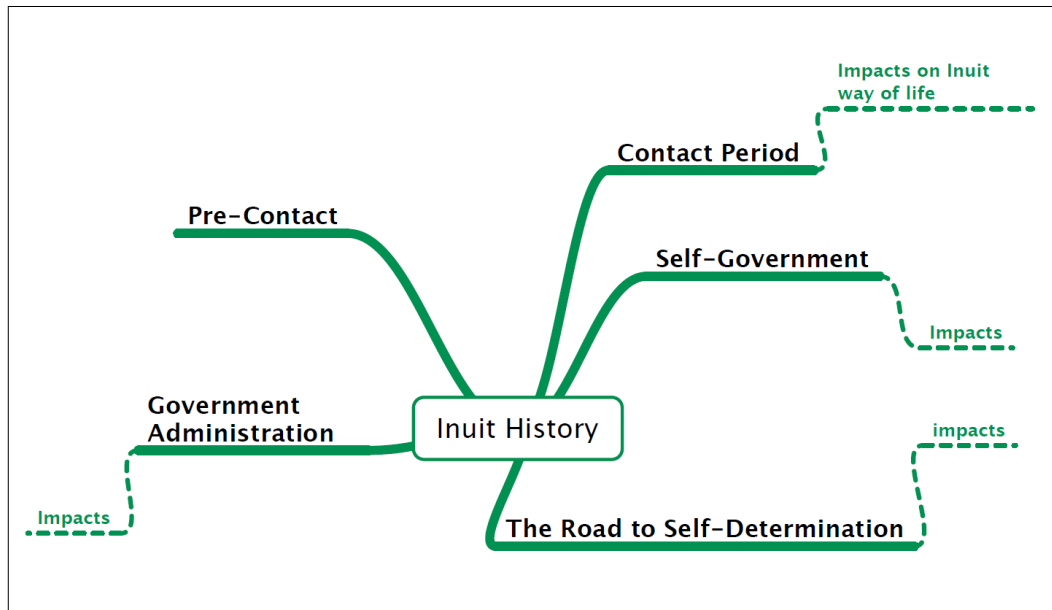 Impacts on Inuit
way of life
Contact Period
Pre-Contact
Self-Government
Impacts
Government
Administration
Inuit History
impacts
Impacts
The Road to Self-Determination